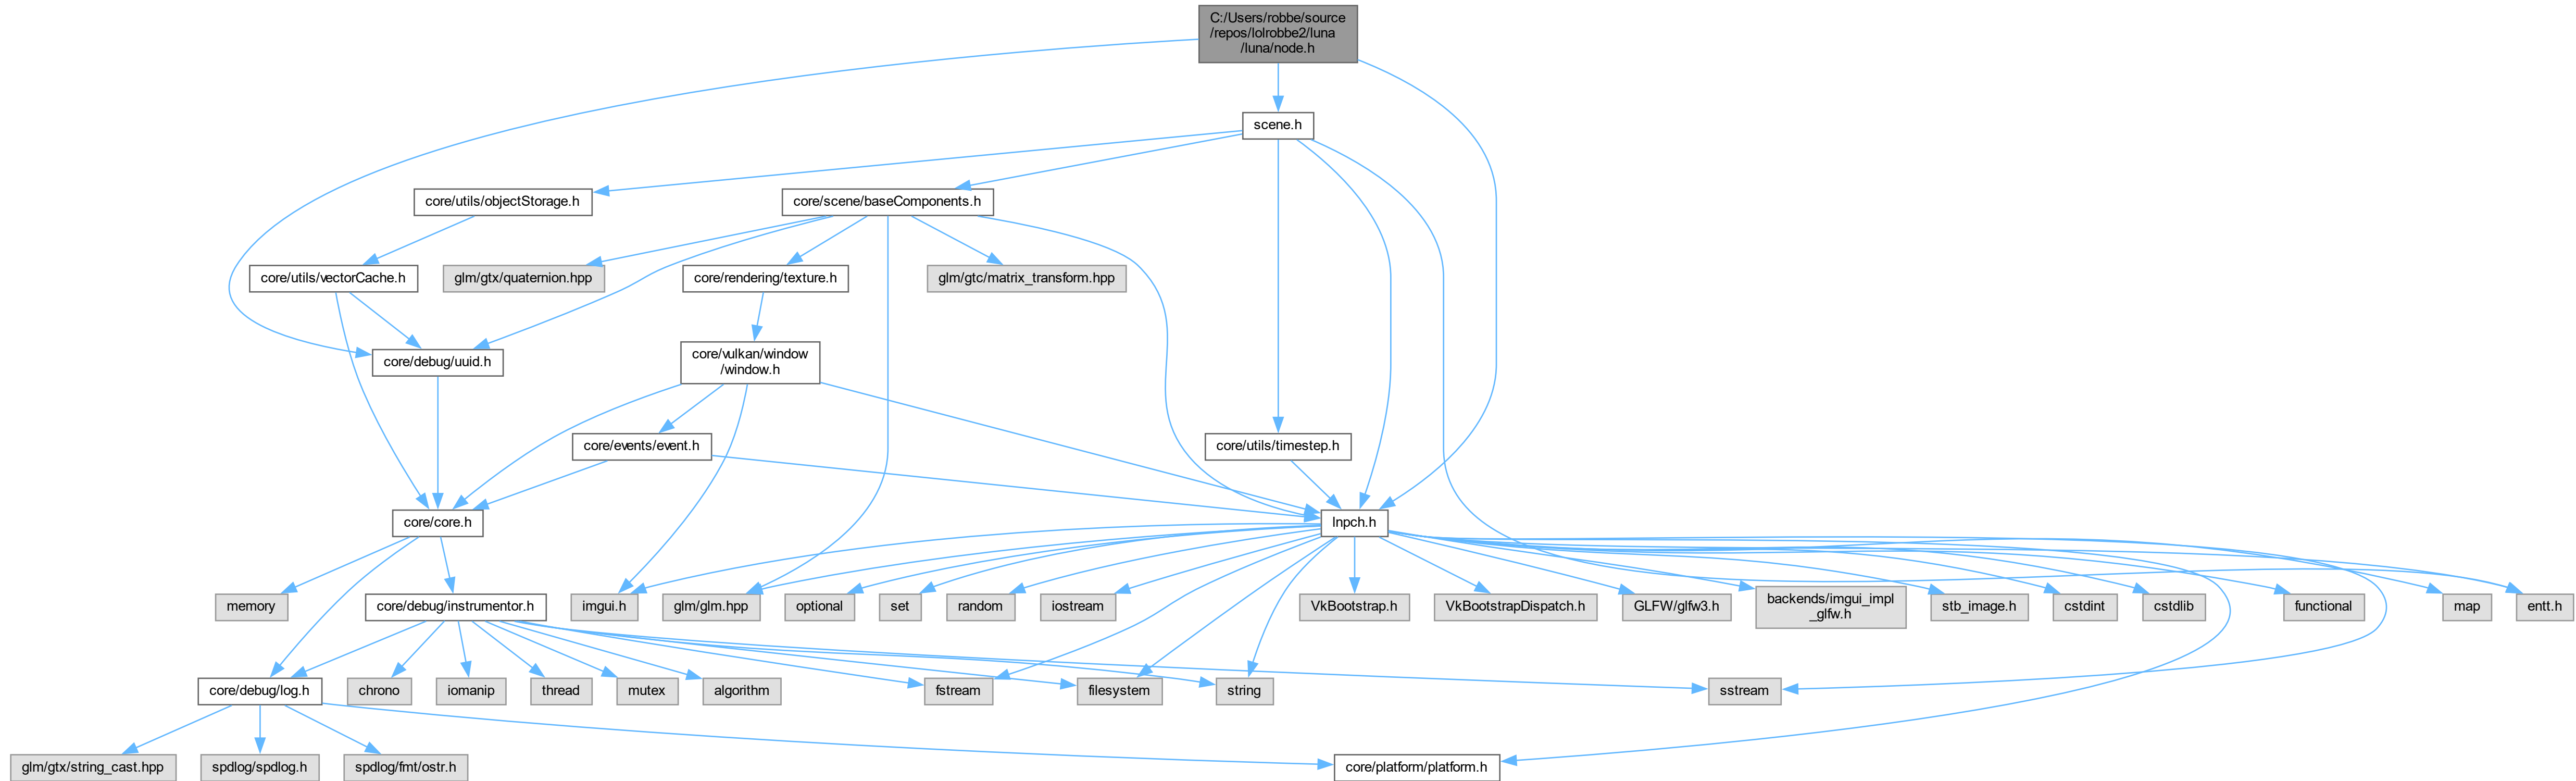 C:/Users/robbe/source
/repos/lolrobbe2/luna
/luna/node.h
scene.h
core/utils/objectStorage.h
core/scene/baseComponents.h
core/utils/vectorCache.h
glm/gtx/quaternion.hpp
core/rendering/texture.h
glm/gtc/matrix_transform.hpp
core/debug/uuid.h
core/vulkan/window
/window.h
core/events/event.h
core/utils/timestep.h
core/core.h
lnpch.h
memory
core/debug/instrumentor.h
imgui.h
glm/glm.hpp
optional
set
random
iostream
VkBootstrap.h
VkBootstrapDispatch.h
GLFW/glfw3.h
backends/imgui_impl
_glfw.h
stb_image.h
cstdint
cstdlib
functional
map
entt.h
core/debug/log.h
chrono
iomanip
thread
mutex
algorithm
fstream
filesystem
string
sstream
glm/gtx/string_cast.hpp
spdlog/spdlog.h
spdlog/fmt/ostr.h
core/platform/platform.h